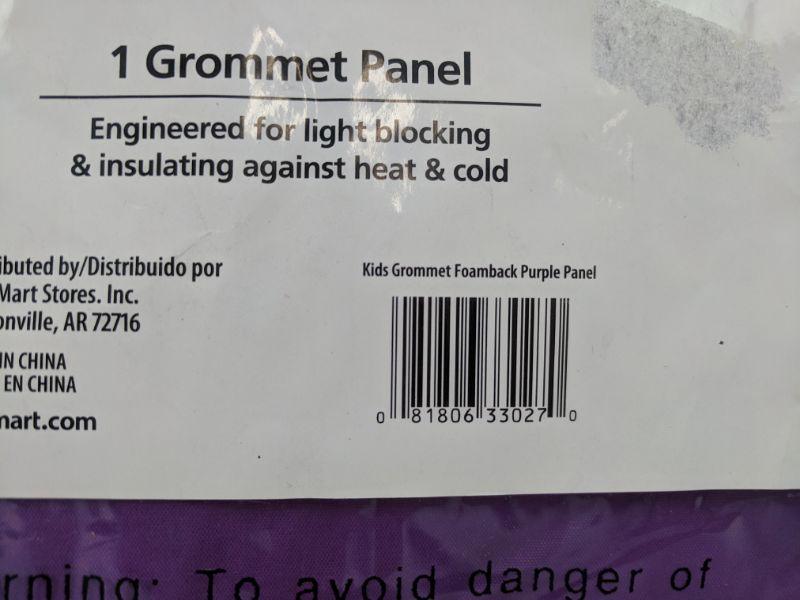 1 Grommet Panel
Engineered for light blocking
& insulating against heat & cold
ibuted by/Distribuido por
Mart Stores. Inc.
onville, AR 72716
IN CHINA
EN CHINA
mart.com
Kids Grommet Foamback Purple Panel
0 81806 33027 0
rning: To avoid danger of